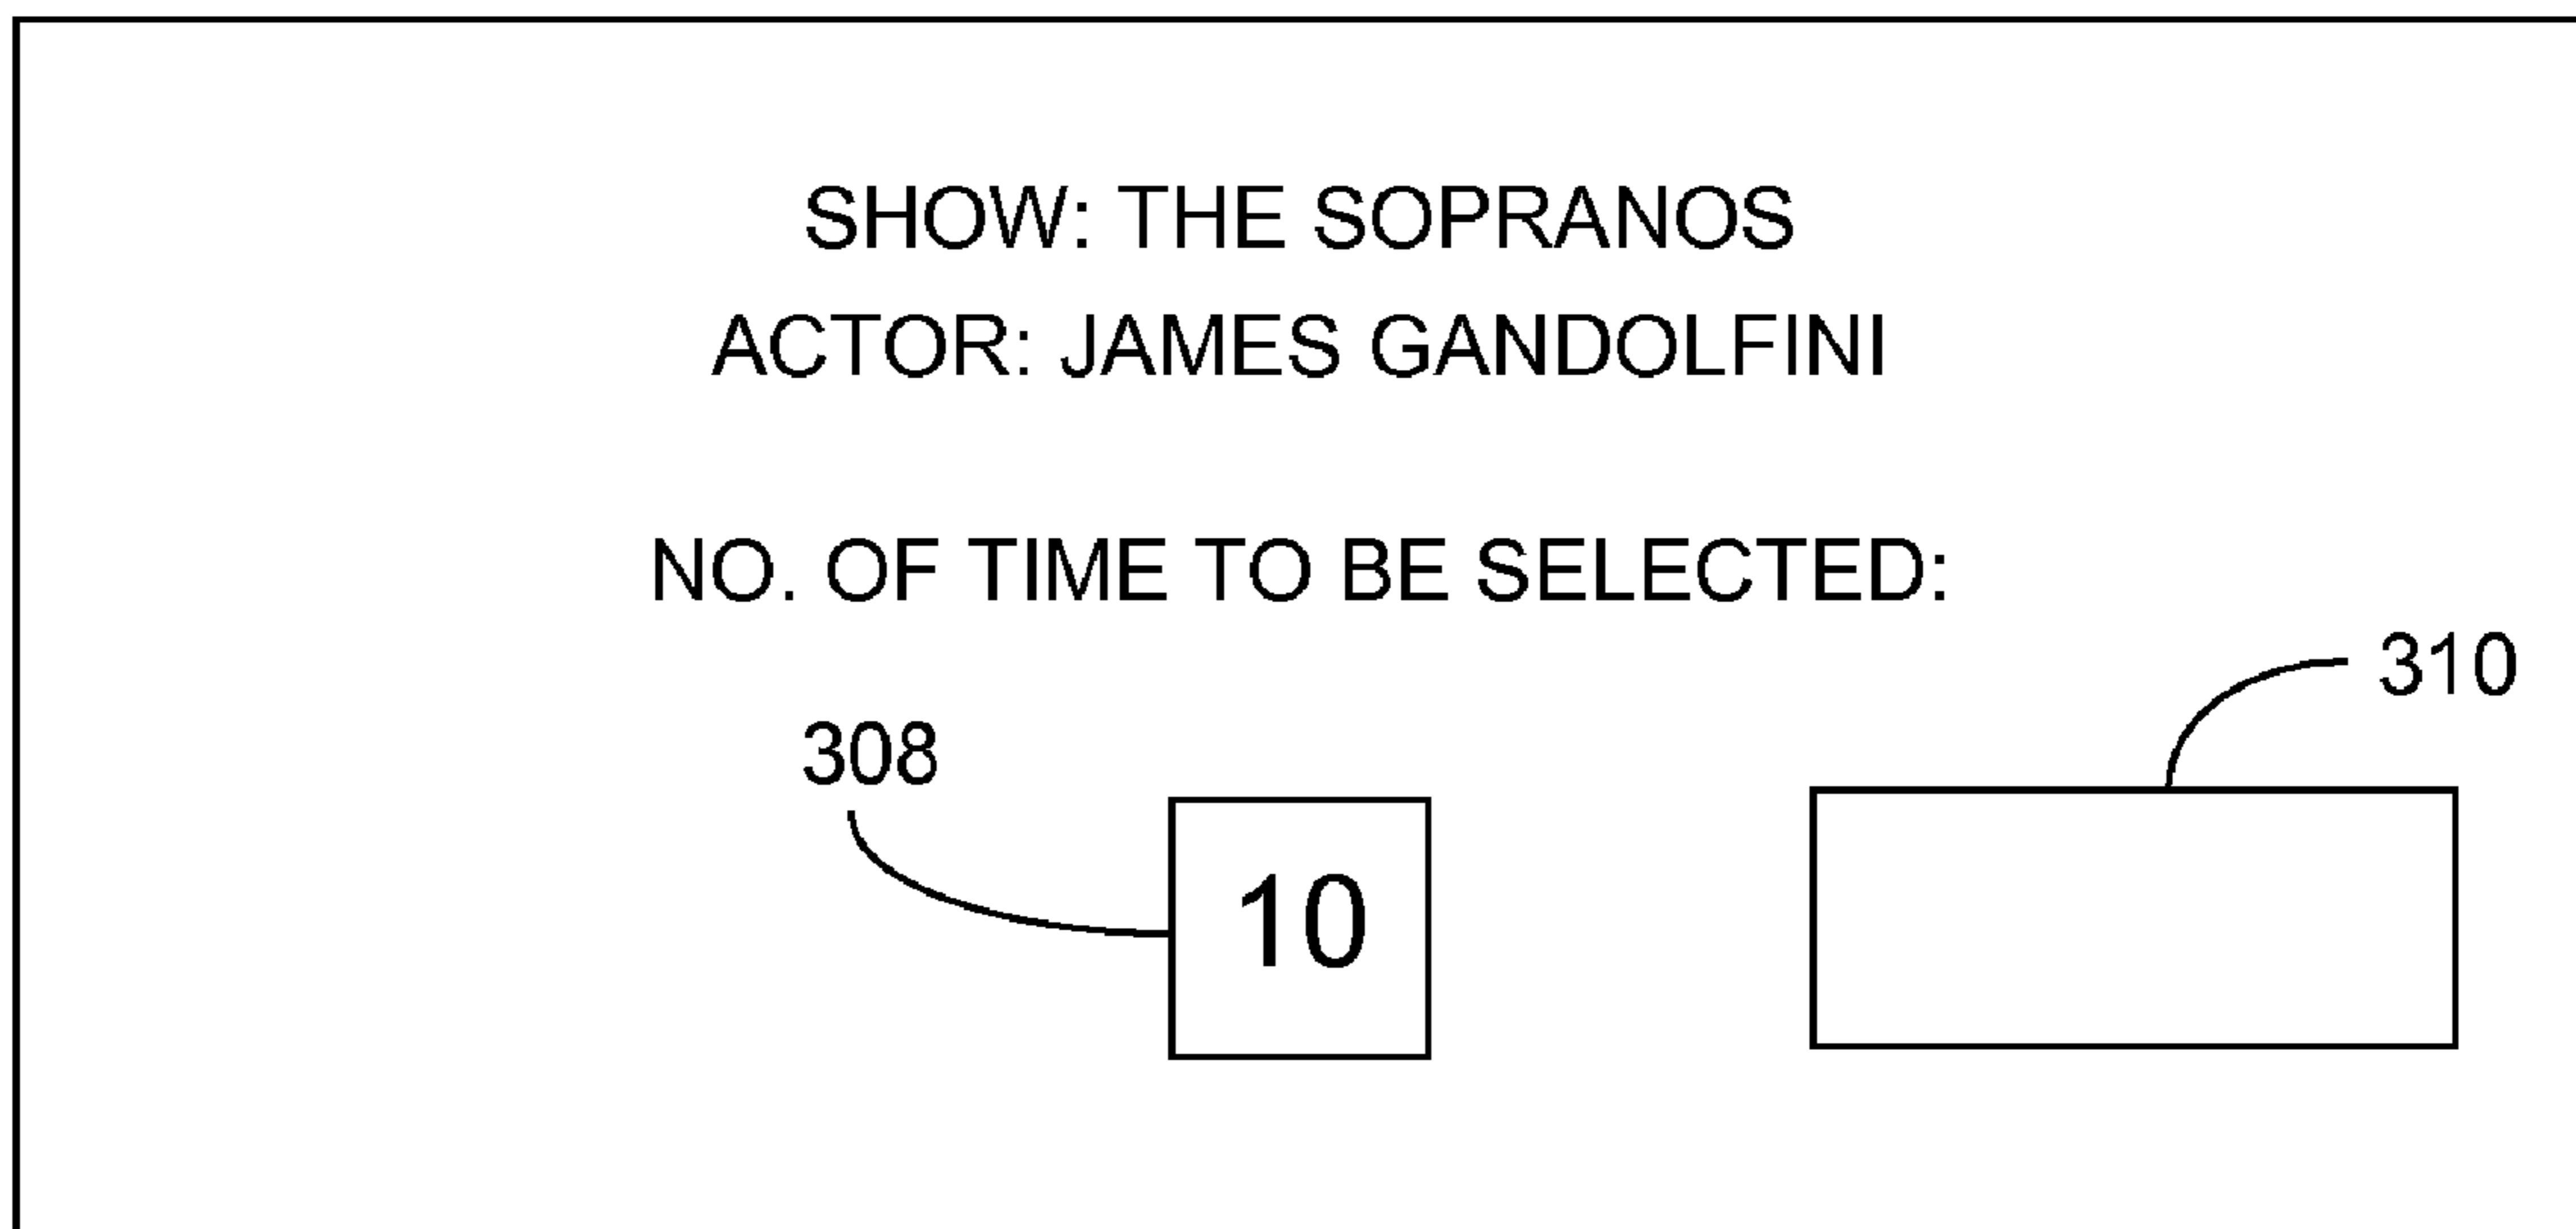 SHOW: THE SOPRANOS
ACTOR: JAMES GANDOLFINI
NO. OF TIME TO BE SELECTED:
310
308
10